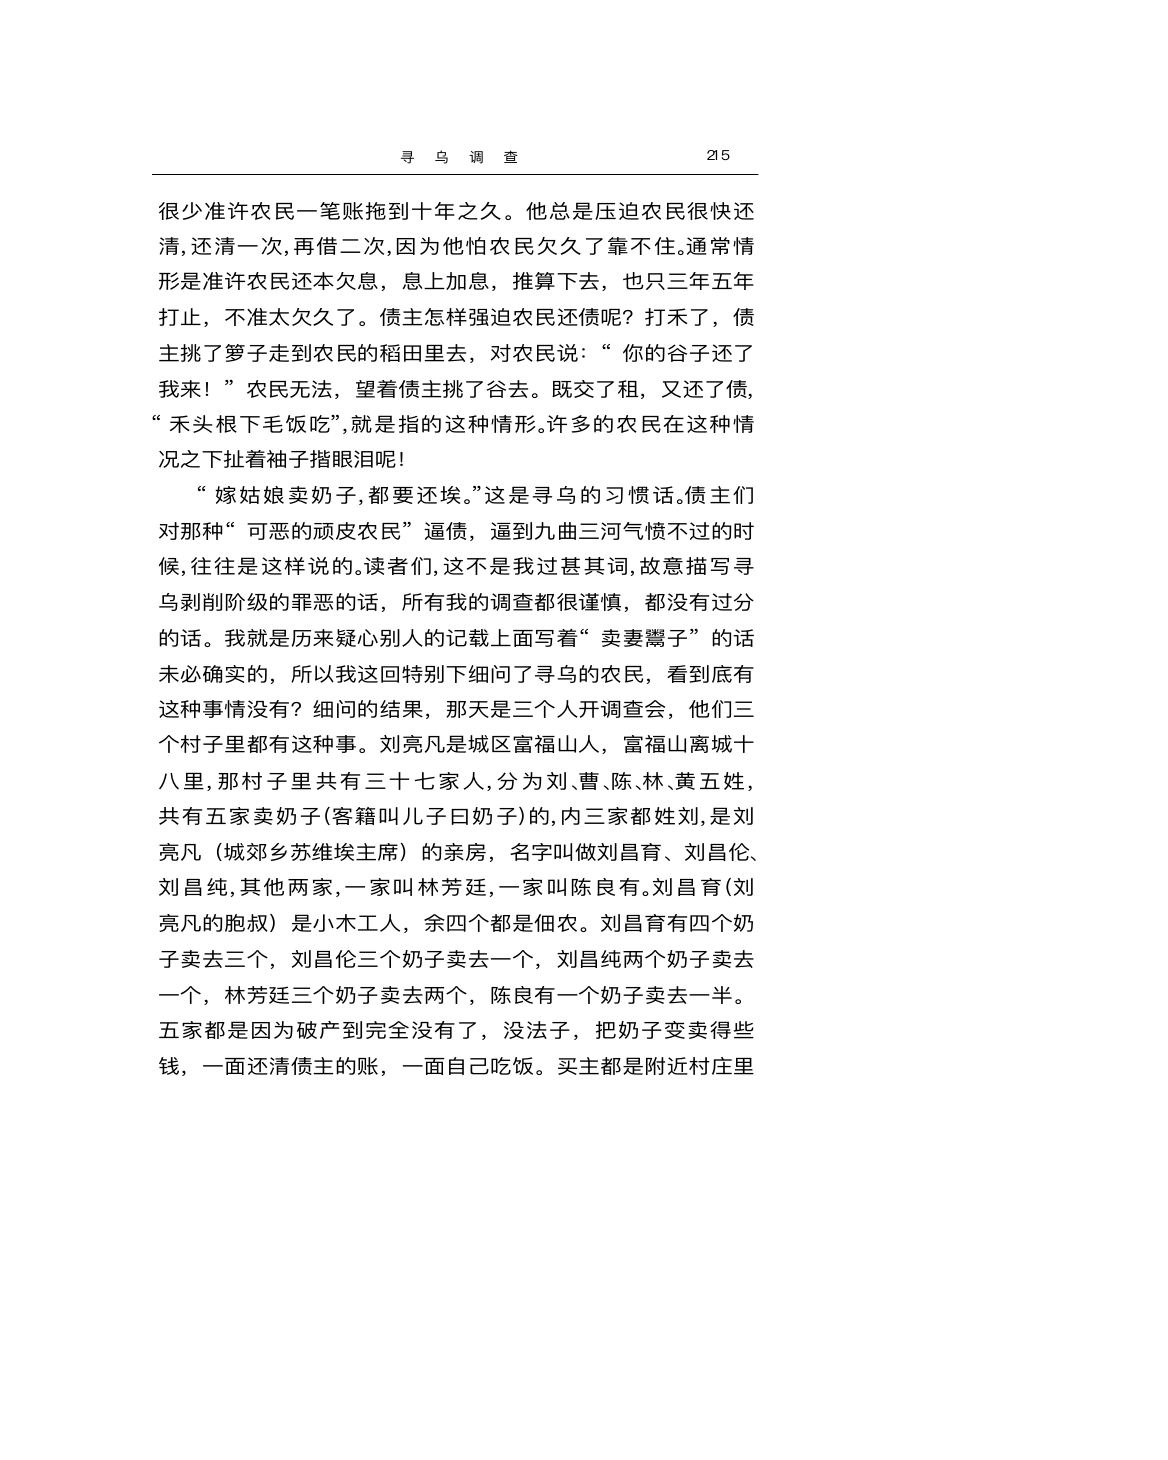 寻乌调查 215
很少准许农民一笔账拖到十年之久。他总是压迫农民很快还
清,还清一次,再借二次,因为他怕农民欠久了靠不住。通常情
形是准许农民还本欠息，息上加息，推算下去，也只三年五年
打止，不准太欠久了。债主怎样强迫农民还债呢？打禾了，债
主挑了箩子走到农民的稻田里去，对农民说：“ 你的谷子还了
我来！” 农民无法，望着债主挑了谷去。既交了租，又还了债,
“ 禾头根下毛饭吃”,就是指的这种情形。许多的农民在这种情
况之下扯着袖子揩眼泪呢！
“ 嫁姑娘卖奶子,都要还埃。”这是寻乌的习惯话。债主们
对那种“ 可恶的顽皮农民” 逼债，逼到九曲三河气愤不过的时
候,往往是这样说的。读者们,这不是我过甚其词,故意描写寻
乌剥削阶级的罪恶的话，所有我的调查都很谨慎，都没有过分
的话。我就是历来疑心别人的记载上面写着“ 卖妻鬻子” 的话
未必确实的，所以我这回特别下细问了寻乌的农民，看到底有
这种事情没有？细问的结果，那天是三个人开调查会，他们三
个村子里都有这种事。刘亮凡是城区富福山人，富福山离城十
八里,那村子里共有三十七家人,分为刘、曹、陈、林、黄五姓,
共有五家卖奶子(客籍叫儿子曰奶子)的,内三家都姓刘,是刘
亮凡（城郊乡苏维埃主席）的亲房，名字叫做刘昌育、刘昌伦、
刘昌纯,其他两家,一家叫林芳廷,一家叫陈良有。刘昌育(刘
亮凡的胞叔）是小木工人，余四个都是佃农。刘昌育有四个奶
子卖去三个，刘昌伦三个奶子卖去一个，刘昌纯两个奶子卖去
一个，林芳廷三个奶子卖去两个，陈良有一个奶子卖去一半。
五家都是因为破产到完全没有了，没法子，把奶子变卖得些
钱，一面还清债主的账，一面自己吃饭。买主都是附近村庄里